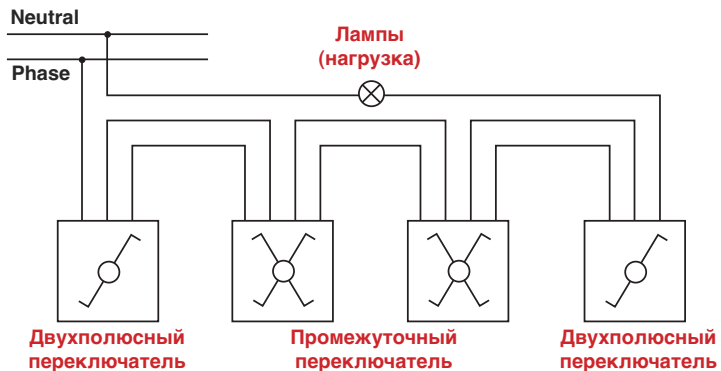 Neutral
Phase
Лампы
(нагрузка)
Двухполюсный
переключатель
Промежуточный
переключатель
Двухполюсный
переключатель